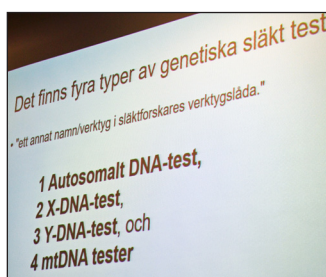 Det finns fyra typer av genetiska släkt test
• "ett annat namn/verktyg i släktforskares verktygslåda."
1 Autosomalt DNA-test,
2 X-DNA-test,
3 Y-DNA-test, och
4 mtDNA tester